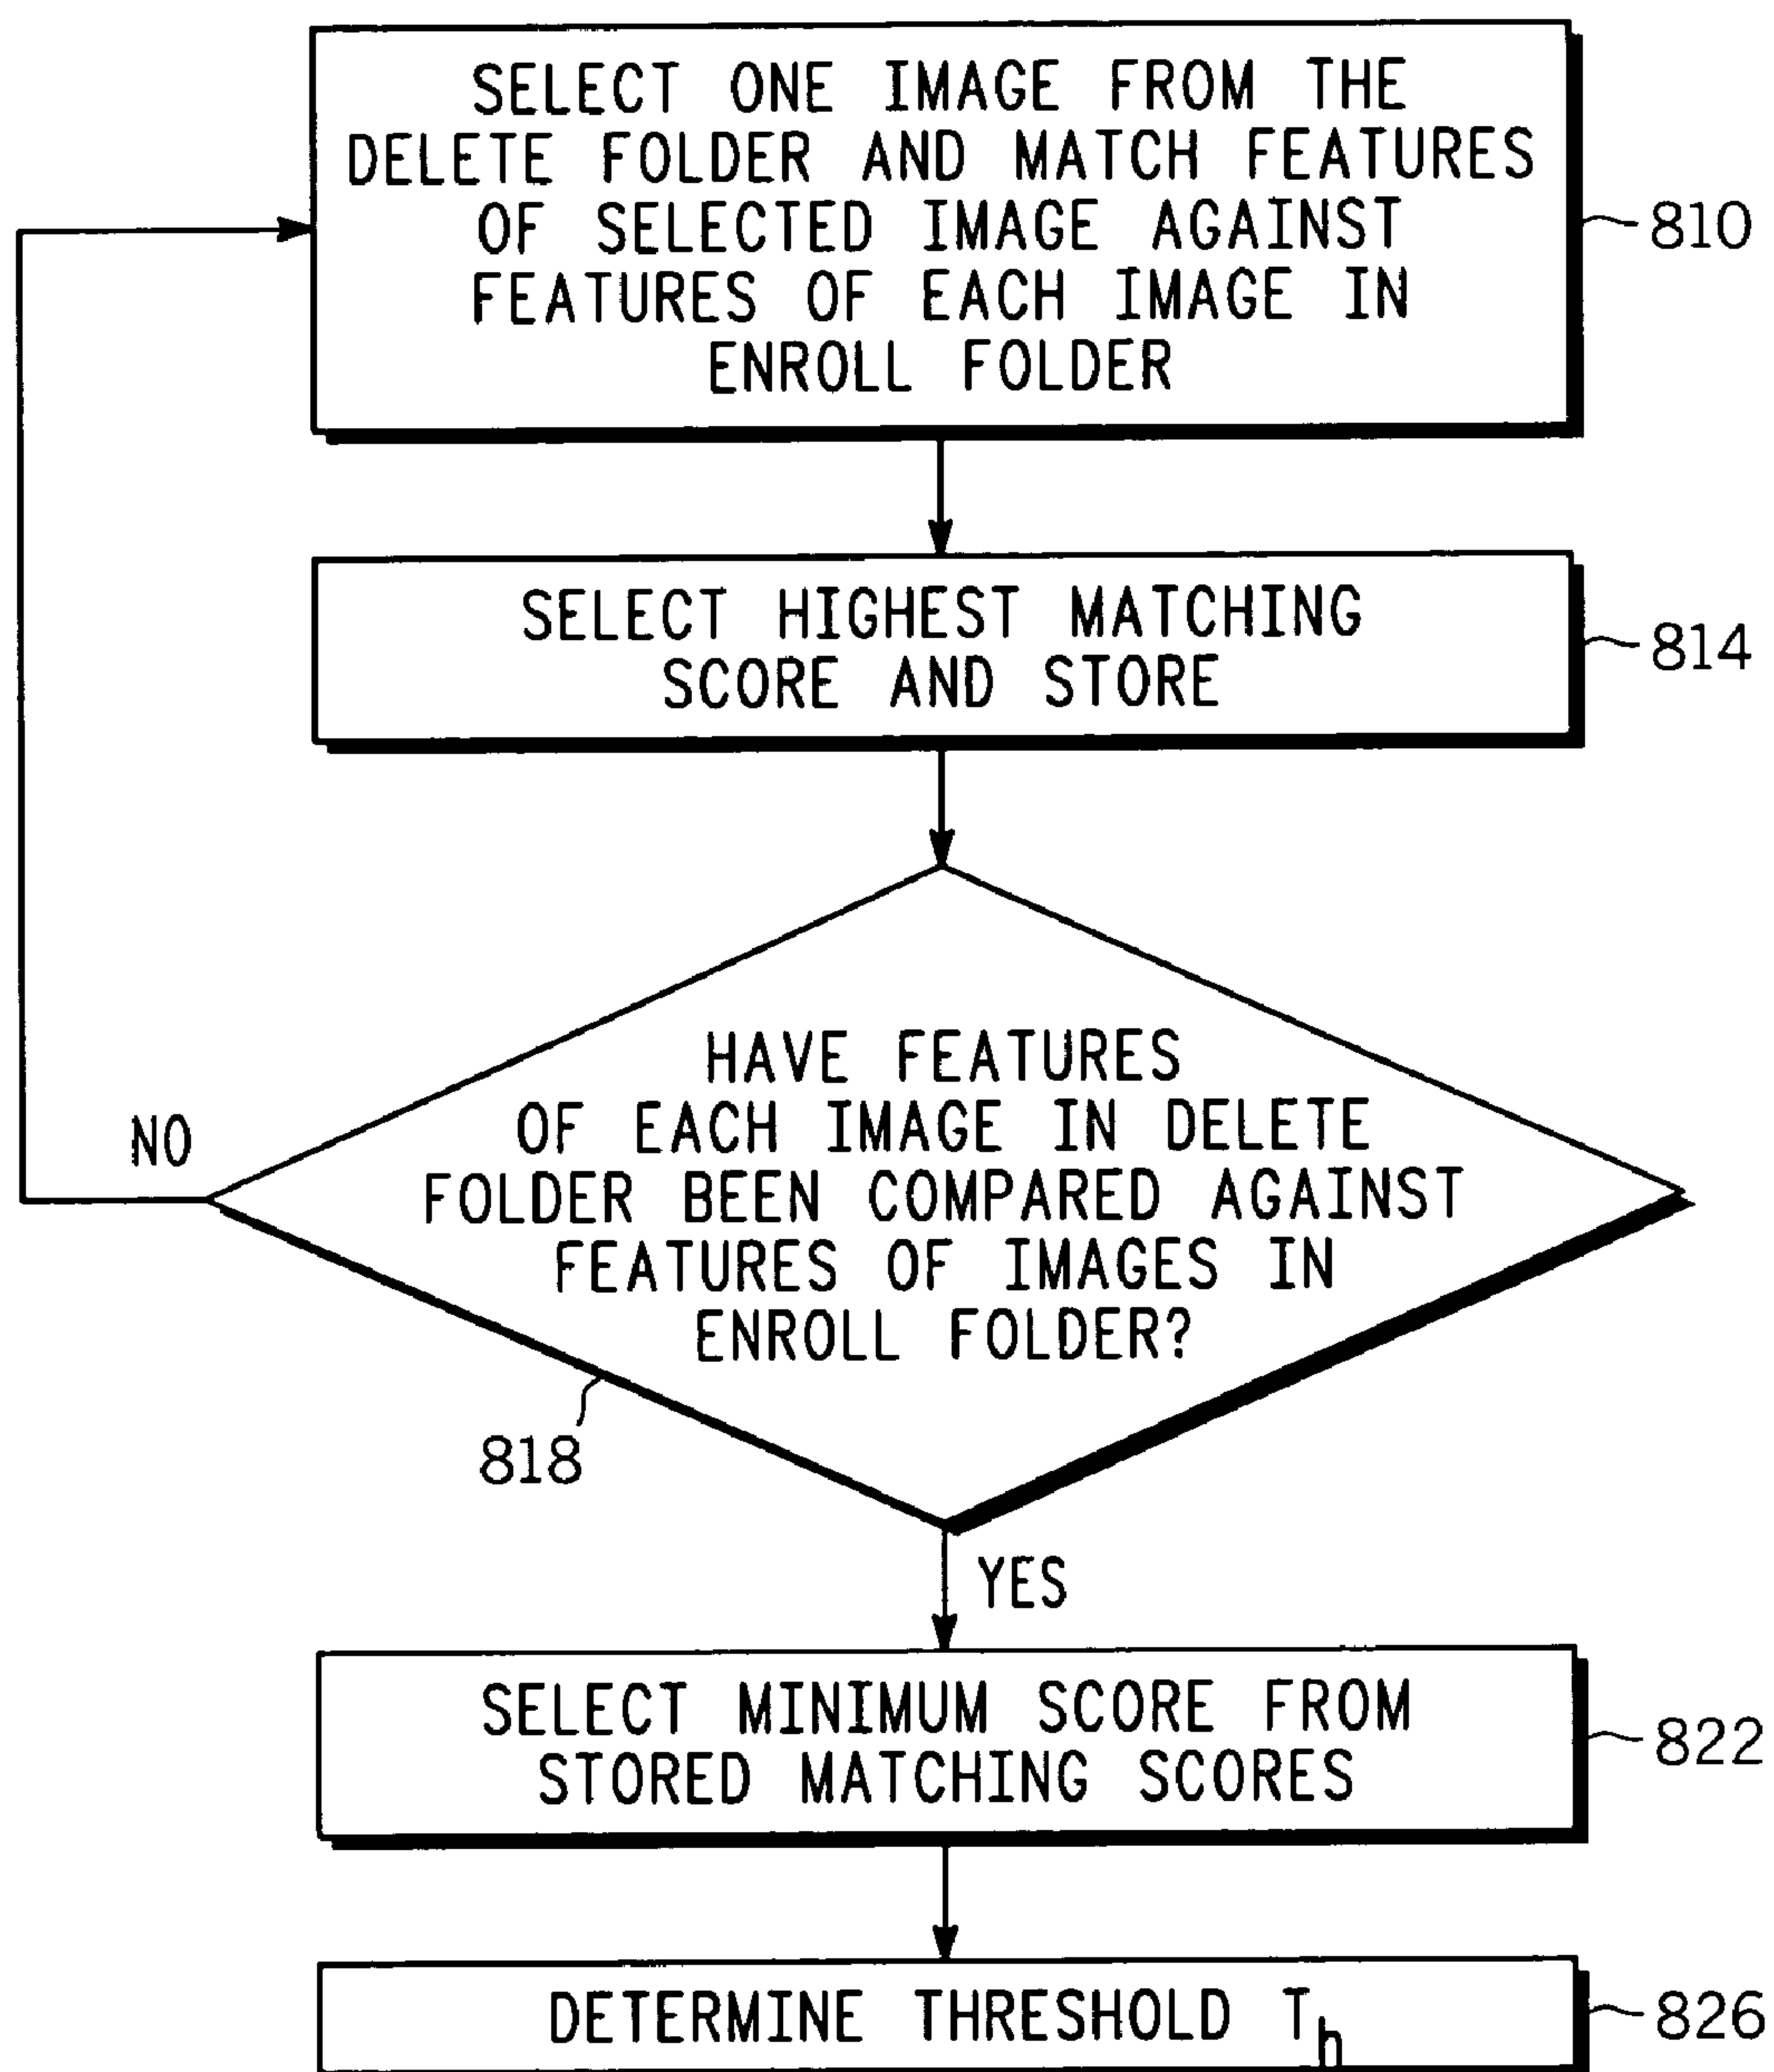 SELECT ONE IMAGE FROM THE
DELETE FOLDER AND MATCH FEATURES
OF SELECTED IMAGE AGAINST
FEATURES OF EACH IMAGE IN
ENROLL FOLDER
810
SELECT HIGHEST MATCHING
SCORE AND STORE
814
HAVE FEATURES
OF EACH IMAGE IN DELETE
FOLDER BEEN COMPARED AGAINST
FEATURES OF IMAGES IN
ENROLL FOLDER?
NO
818
YES
SELECT MINIMUM SCORE FROM
STORED MATCHING SCORES
822
DETERMINE THRESHOLD Th
826